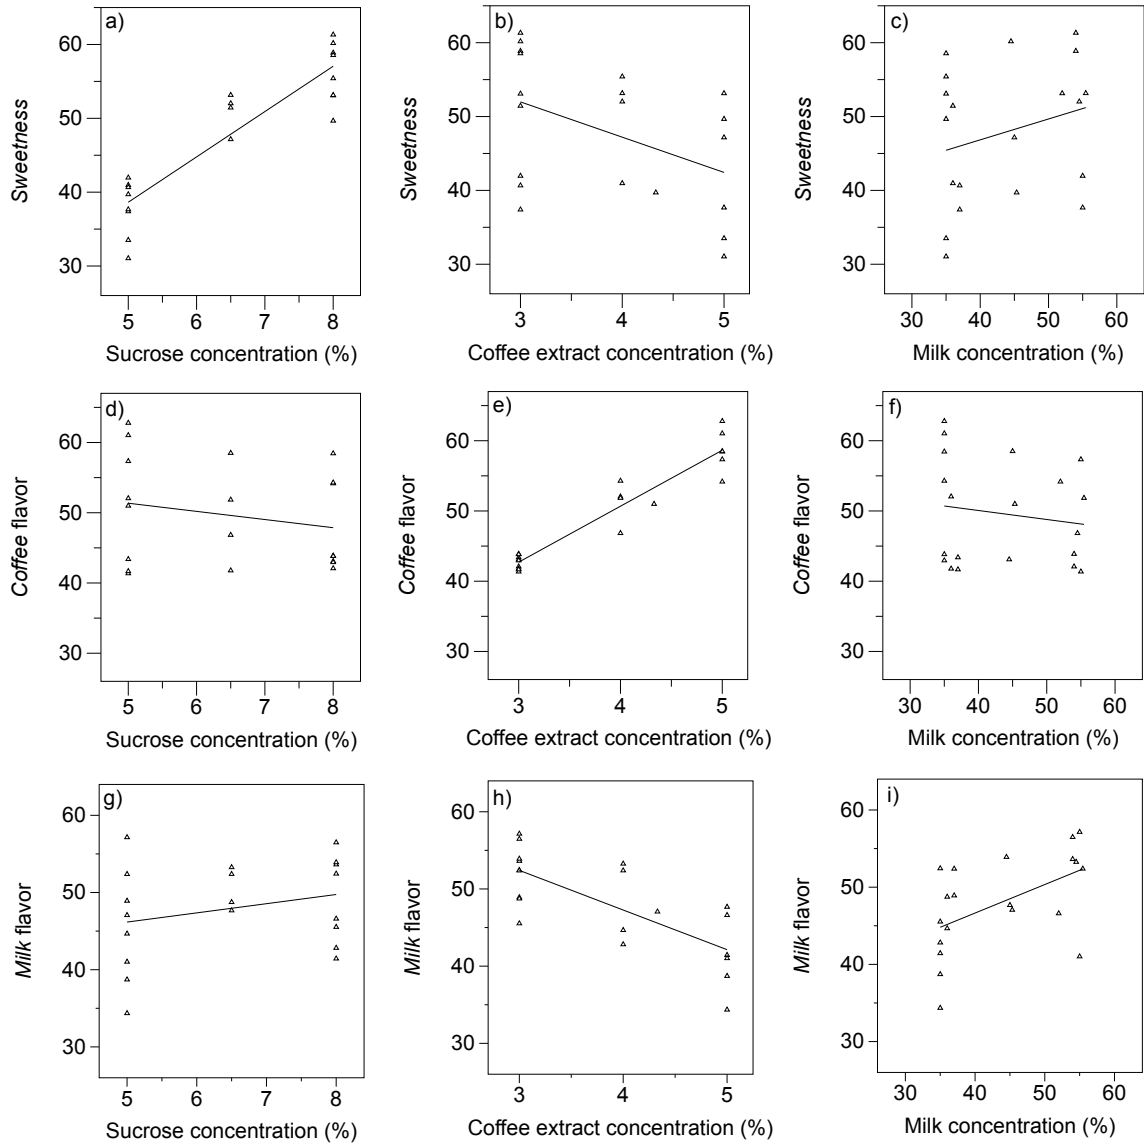 a)
60
50
40
30
Sweetness
5
6
7
8
Sucrose concentration (%)
b)
60
50
40
30
Sweetness
3
4
5
Coffee extract concentration (%)
c)
60
50
40
30
Sweetness
30
40
50
60
Milk concentration (%)
d)
60
50
40
30
Coffee flavor
5
6
7
8
Sucrose concentration (%)
e)
60
50
40
30
Coffee flavor
3
4
5
Coffee extract concentration (%)
f)
60
50
40
30
Coffee flavor
30
40
50
60
Milk concentration (%)
g)
60
50
40
30
Milk flavor
5
6
7
8
Sucrose concentration (%)
h)
60
50
40
30
Milk flavor
3
4
5
Coffee extract concentration (%)
i)
60
50
40
30
Milk flavor
30
40
50
60
Milk concentration (%)